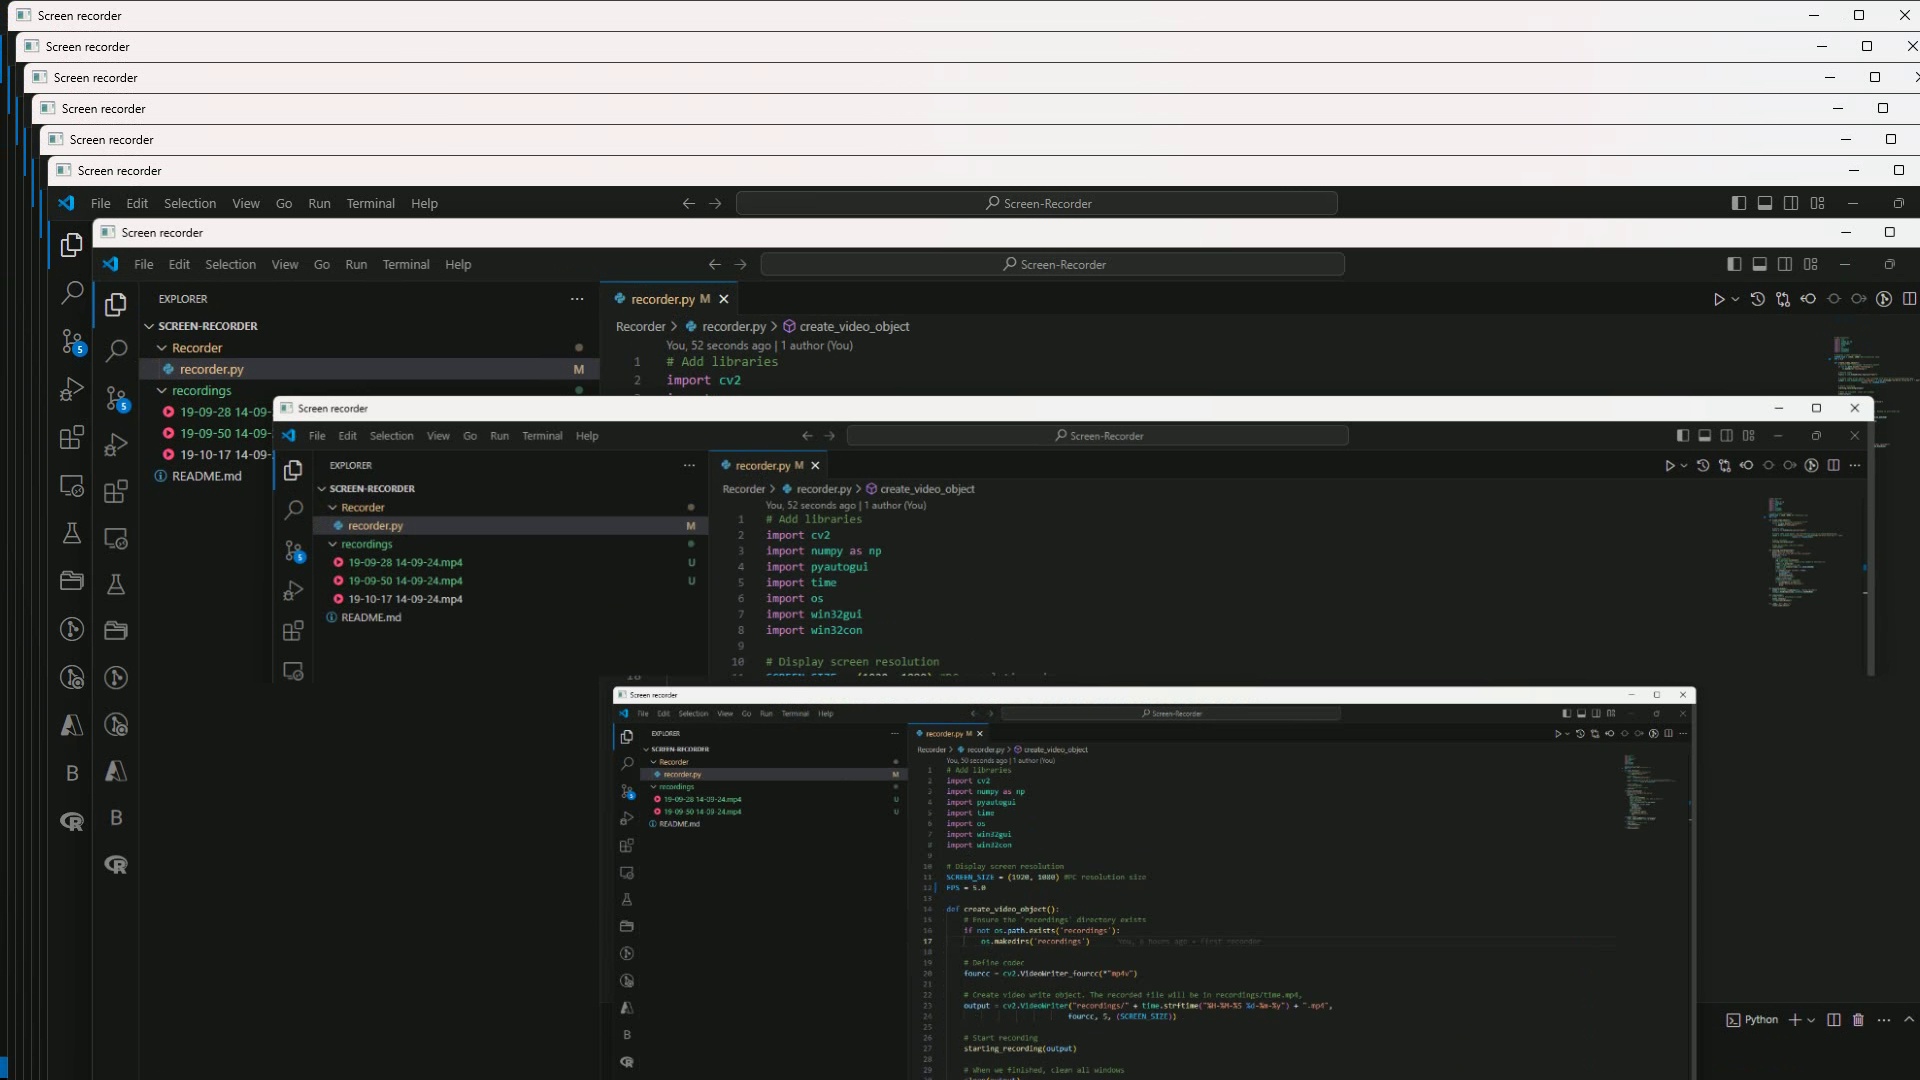 Screen recorder
Screen recorder
Screen recorder
Screen recorder
Screen recorder
Screen recorder
File Edit Selection View Go Run Terminal Help
Screen-Recorder
Screen recorder
File Edit Selection View Go Run Terminal Help
Screen-Recorder
EXPLORER
SCREEN-RECORDER
Recorder
recorder.py M
recordings
19-09-28 14-09-
19-09-50 14-09-
19-10-17 14-09-
README.md
5
5
recorder.py M
Recorder > recorder.py > create_video_object
You, 52 seconds ago | 1 author (You)
1 # Add libraries
2 import cv2
Screen recorder
File Edit Selection View Go Run Terminal Help
Screen-Recorder
EXPLORER
SCREEN-RECORDER
Recorder
recorder.py M
recordings
19-09-28 14-09-24.mp4 U
19-09-50 14-09-24.mp4 U
19-10-17 14-09-24.mp4
README.md
5
recorder.py M
Recorder > recorder.py > create_video_object
You, 52 seconds ago | 1 author (You)
1 # Add libraries
2 import cv2
3 import numpy as np
4 import pyautogui
5 import time
6 import os
7 import win32gui
8 import win32con
9
10 # Display screen resolution
Screen recorder
File Edit Selection View Go Run Terminal Help
Screen-Recorder
EXPLORER
SCREEN-RECORDER
Recorder
recorder.py M
recordings
19-09-28 14-09-24.mp4 U
19-09-50 14-09-24.mp4 U
README.md
recorder.py M
Recorder > recorder.py > create_video_object
You, 50 seconds ago | 1 author (You)
1 # Add libraries
2 import cv2
3 import numpy as np
4 import pyautogui
5 import time
6 import os
7 import win32gui
8 import win32con
9
10 # Display screen resolution
11 SCREEN_SIZE = (1920, 1080) #PC resolution size
12 FPS = 5.0
13
14 def create_video_object():
15 # Ensure the 'recordings' directory exists
16 if not os.path.exists('recordings'):
17 os.makedirs('recordings') You, 6 hours ago • First recorder
18
19 # Define codec
20 fourcc = cv2.VideoWriter_fourcc(*"mp4v")
21
22 # Create video write object. The recorded file will be in recordings/time.mp4,
23 output = cv2.VideoWriter("recordings/" + time.strftime("%H-%M-%S %d-%m-%y") + ".mp4",
24 fourcc, 5, (SCREEN_SIZE))
25
26 # Start recording
27 starting_recording(output)
28
29 # When we finished, clean all windows
Python